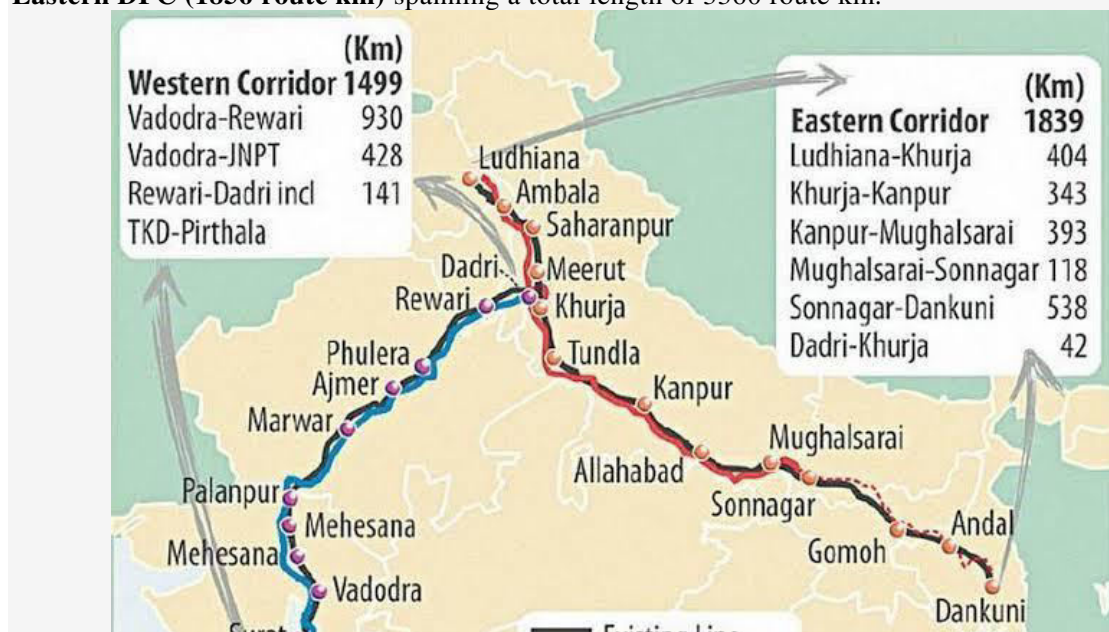 Eastern DFC (1856 route km) spanning a total length of 3360 route km.
(Km)
Western Corridor 1499
Vadodra-Rewari 930
Vadodra-JNPT 428
Rewari-Dadri incl 141
TKD-Pirthala
(Km)
Eastern Corridor 1839
Ludhiana-Khurja 404
Khurja-Kanpur 343
Kanpur-Mughalsarai 393
Mughalsarai-Sonnagar 118
Sonnagar-Dankuni 538
Dadri-Khurja 42
Ludhiana
Ambala
Saharanpur
Dadri
Meerut
Rewari
Khurja
Phulera
Tundla
Ajmer
Kanpur
Marwar
Mughalsarai
Allahabad
Palanpur
Sonnagar
Mehesana
Andal
Mehesana
Gomoh
Vadodra
Dankuni
Surat
Existing Line